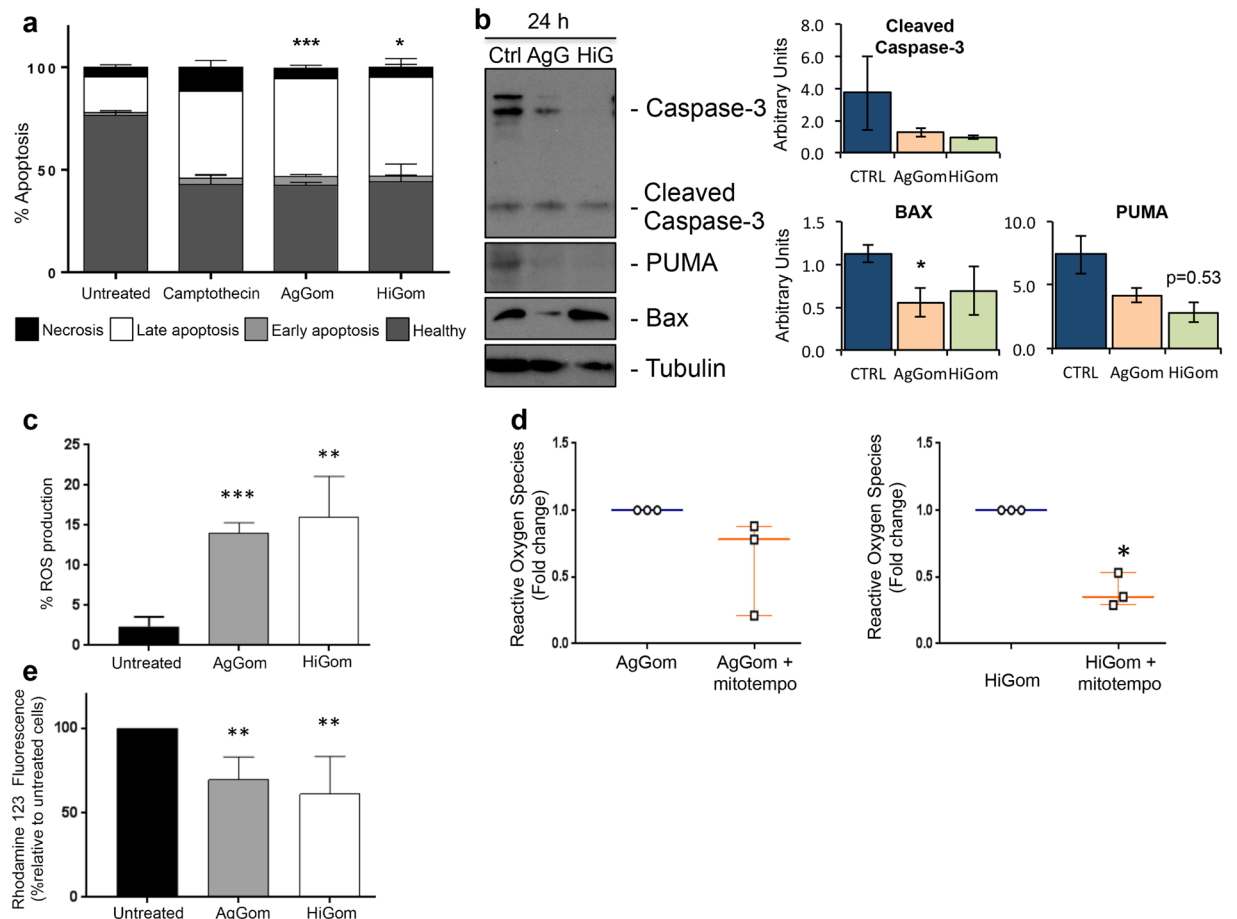 a
% Apoptosis
100
50
0
***
*
Untreated
Camptothecin
AgGom
HiGom
Necrosis
Late apoptosis
Early apoptosis
Healthy
b
24 h
Ctrl AgG HiG
- Caspase-3
- Cleaved
Caspase-3
- PUMA
- Bax
- Tubulin
Cleaved
Caspase-3
Arbitrary Units
8.0
6.0
4.0
2.0
0.0
CTRL AgGom HiGom
BAX
Arbitrary Units
1.5
1.0
0.5
0.0
*
CTRL AgGom HiGom
PUMA
10.0
5.0
0.0
p=0.53
CTRL AgGom HiGom
c
% ROS production
25
20
15
10
5
0
***
**
Untreated
AgGom
HiGom
d
Reactive Oxygen Species
(Fold change)
1.5
1.0
0.5
0.0
AgGom
AgGom +
mitotempo
Reactive Oxygen Species
(Fold change)
1.5
1.0
0.5
0.0
*
HiGom
HiGom +
mitotempo
e
Rhodamine 123 Fluorescence
(%relative to untreated cells)
100
50
0
**
**
Untreated
AgGom
HiGom